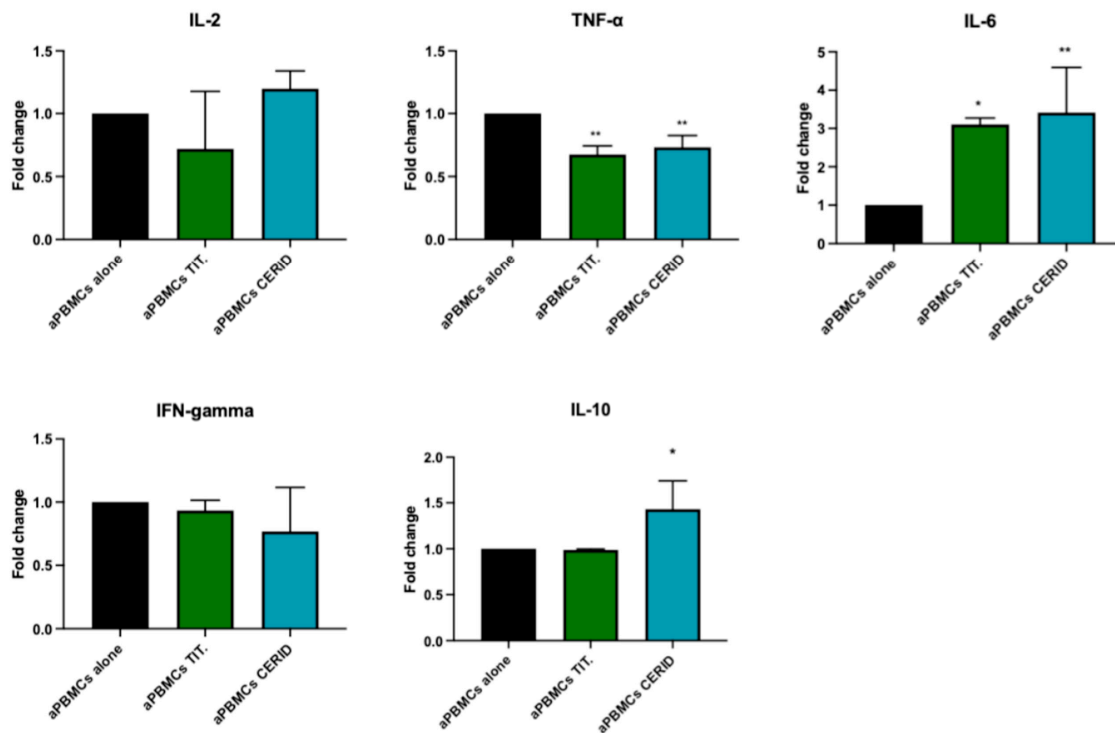 IL-2
Fold change
1.5
1.0
0.5
0.0
aPBMCs alone
aPBMCs TIT.
aPBMCs CERID
TNF-α
Fold change
1.5
1.0
0.5
0.0
**
**
aPBMCs alone
aPBMCs TIT.
aPBMCs CERID
IL-6
Fold change
5
4
3
2
1
0
*
**
aPBMCs alone
aPBMCs TIT.
aPBMCs CERID
IFN-gamma
Fold change
1.5
1.0
0.5
0.0
aPBMCs alone
aPBMCs TIT.
aPBMCs CERID
IL-10
Fold change
2.0
1.5
1.0
0.5
0.0
*
aPBMCs alone
aPBMCs TIT.
aPBMCs CERID